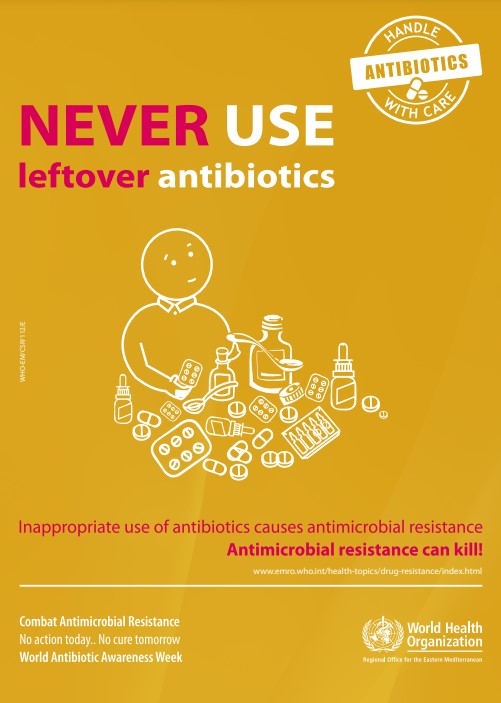 HANDLE
ANTIBIOTICS
WITH CARE
NEVER USE
leftover antibiotics
WHO-EM/CSR/112/E
Inappropriate use of antibiotics causes antimicrobial resistance
Antimicrobial resistance can kill!
www.emro.who.int/health-topics/drug-resistance/index.html
Combat Antimicrobial Resistance
No action today.. No cure tomorrow
World Antibiotic Awareness Week
World Health
Organization
Regional Office for the Eastern Mediterranean